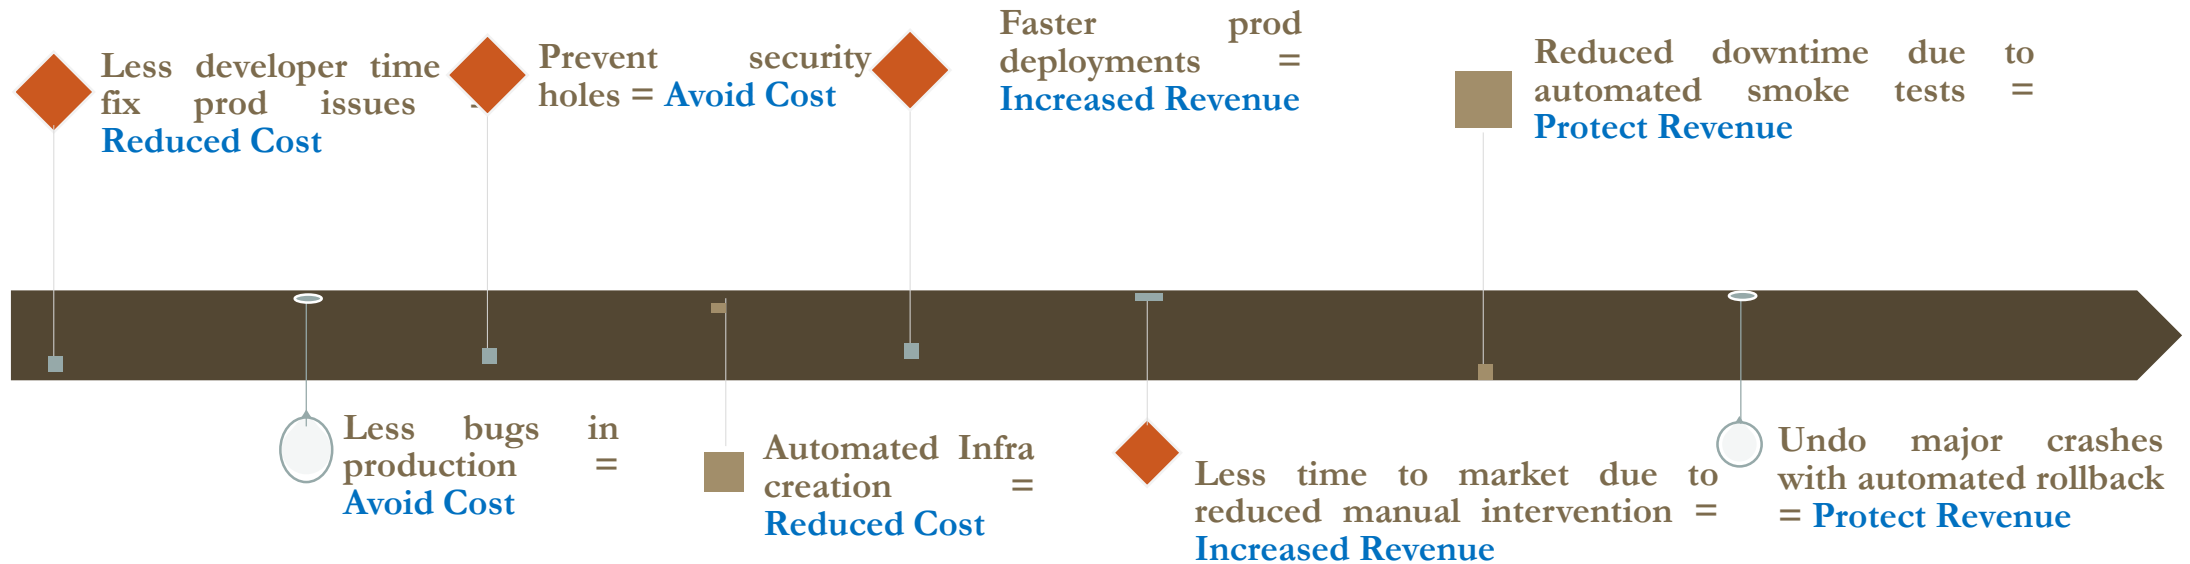 Less developer time
fix prod issues
Reduced Cost
Less bugs in
production =
Avoid Cost
Prevent security
holes = Avoid Cost
Automated Infra
creation =
Reduced Cost
Faster prod
deployments =
Increased Revenue
Less time to market due to
reduced manual intervention =
Increased Revenue
Reduced downtime due to
automated smoke tests =
Protect Revenue
Undo major crashes
with automated rollback
= Protect Revenue